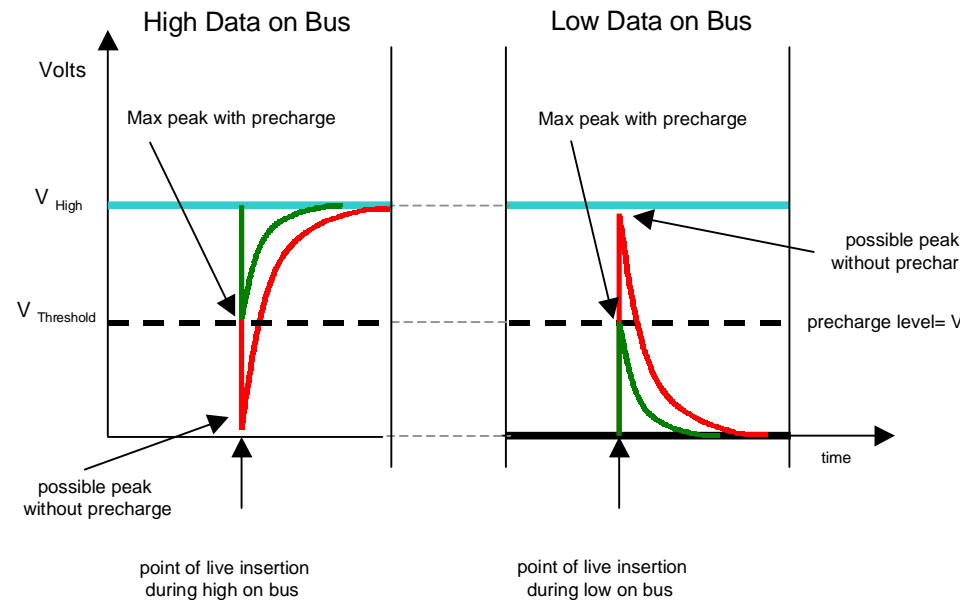 High Data on Bus
Low Data on Bus
Volts
Max peak with precharge
Max peak with precharge
V High
possible peak
without prechar
V Threshold
precharge level= V
time
possible peak
without precharge
point of live insertion
during high on bus
point of live insertion
during low on bus